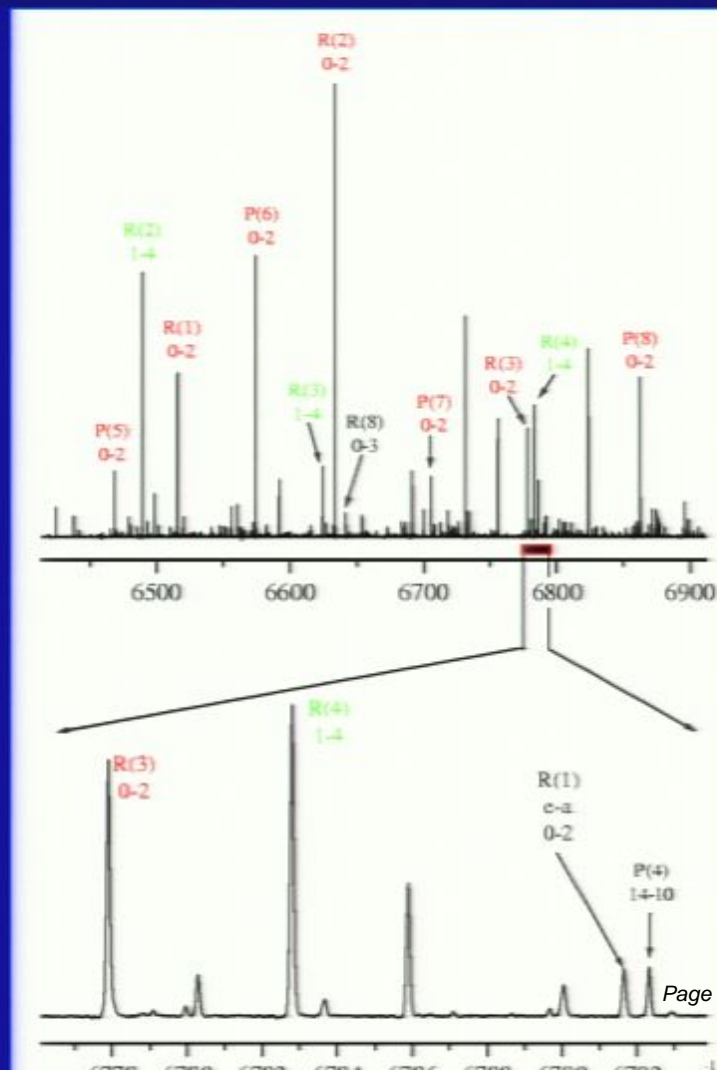 R(2)
0-2
P(6)
0-2
R(2)
1-4
R(1)
0-2
R(4)
1-4
P(8)
0-2
R(3)
0-2
R(3)
1-4
P(7)
0-2
R(8)
0-3
P(5)
0-2
6500 6600 6700 6800 6900
R(4)
1-4
R(3)
0-2
R(1)
e-a
0-2
P(4)
14-10
Page